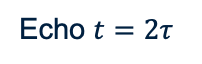 Echo t = 2τ